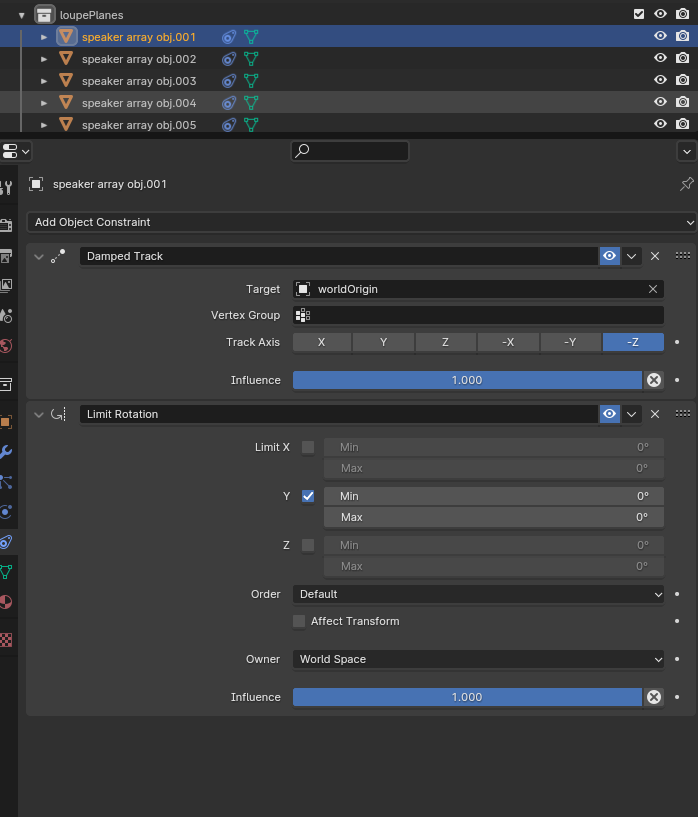 loupePlanes
speaker array obj.001
speaker array obj.002
speaker array obj.003
speaker array obj.004
speaker array obj.005
speaker array obj.001
Add Object Constraint
Damped Track
Target worldOrigin
Vertex Group
Track Axis X Y Z -X -Y -Z
Influence 1.000
Limit Rotation
Limit X Min 0°
Max 0°
Y Min 0°
Max 0°
Z Min 0°
Max 0°
Order Default
Affect Transform
Owner World Space
Influence 1.000